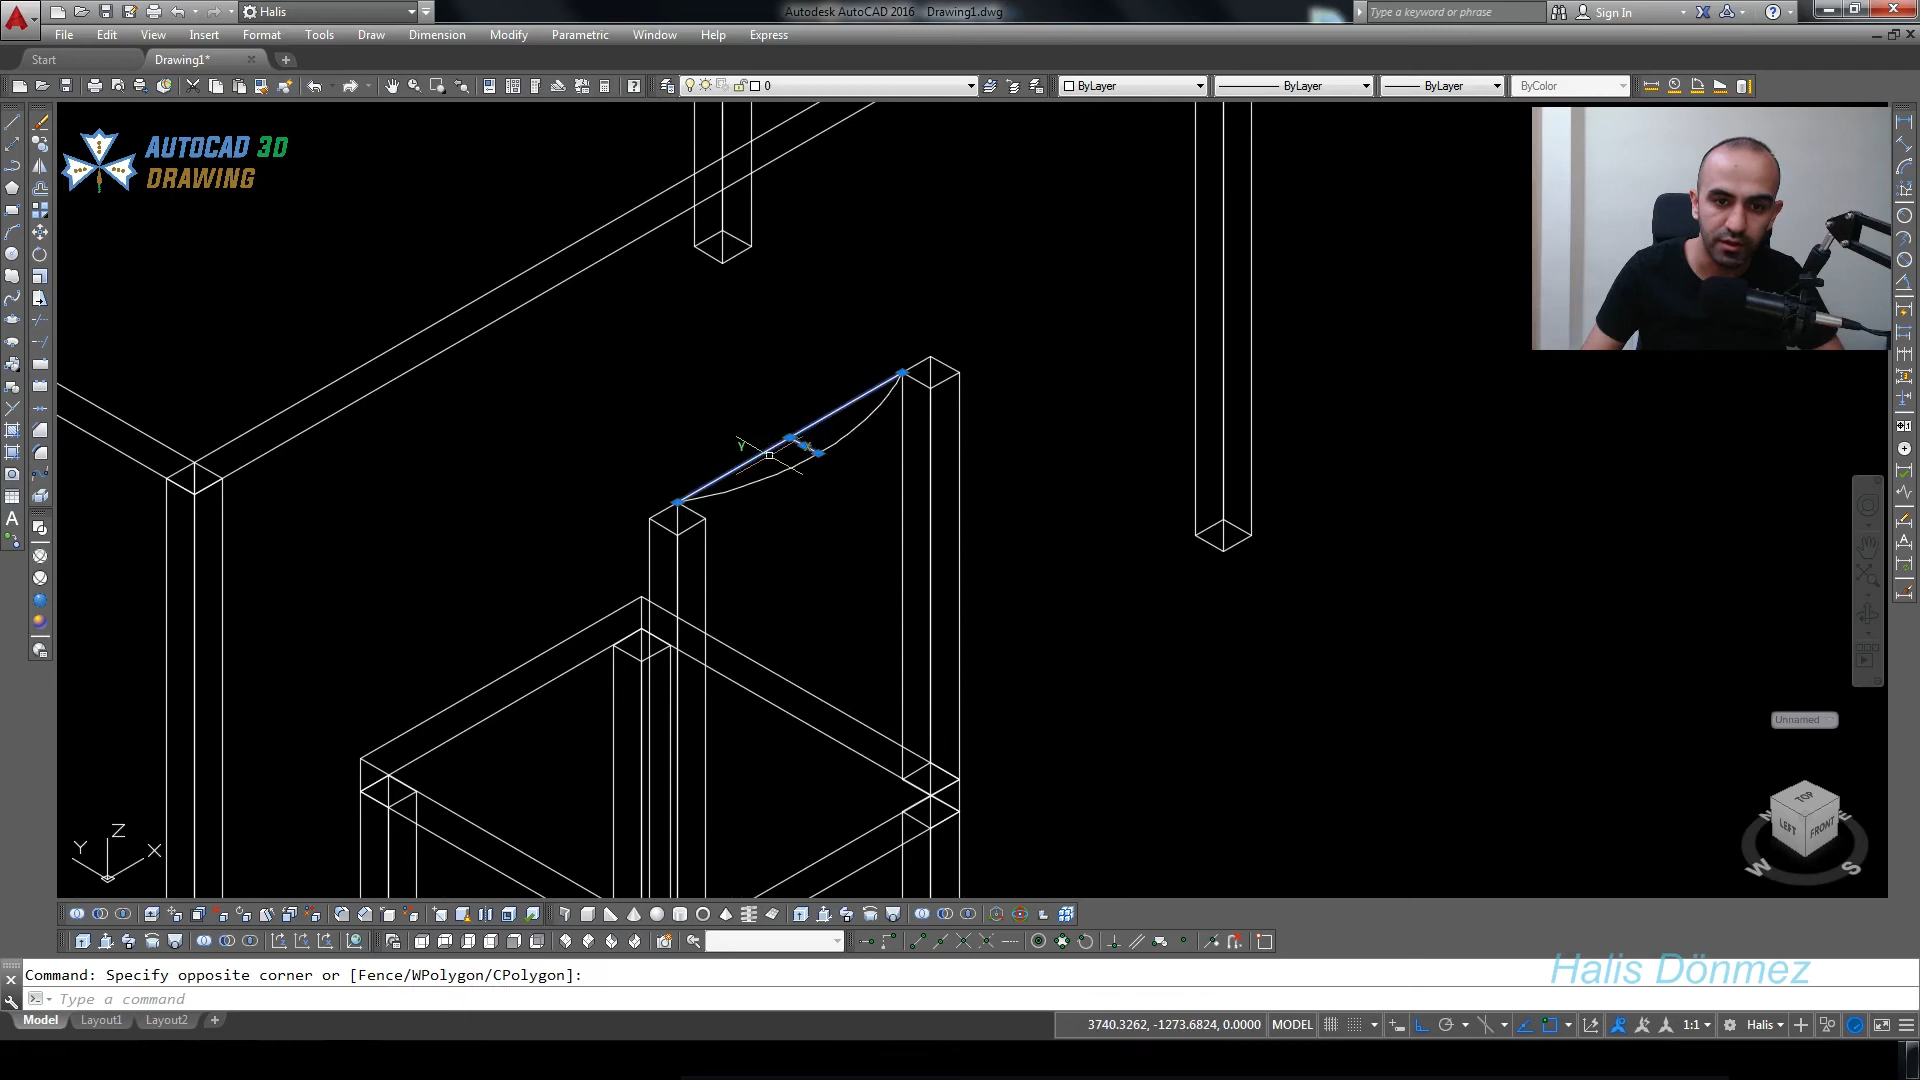 Halis
Autodesk AutoCAD 2016 Drawing1.dwg
Type a keyword or phrase
Sign In
File Edit View Insert Format Tools Draw Dimension Modify Parametric Window Help Express
Start
Drawing1*
0
ByLayer
ByLayer
ByLayer
ByColor
AUTOCAD 3D
DRAWING
Y
A
A
Unnamed
TOP
LEFT
FRONT
W
S
Z
Y
X
Command: Specify opposite corner or [Fence/WPolygon/CPolygon]:
Type a command
Halis Dönmez
Model Layout1 Layout2 +
3740.3262, -1273.6824, 0.0000 MODEL
1:1
Halis